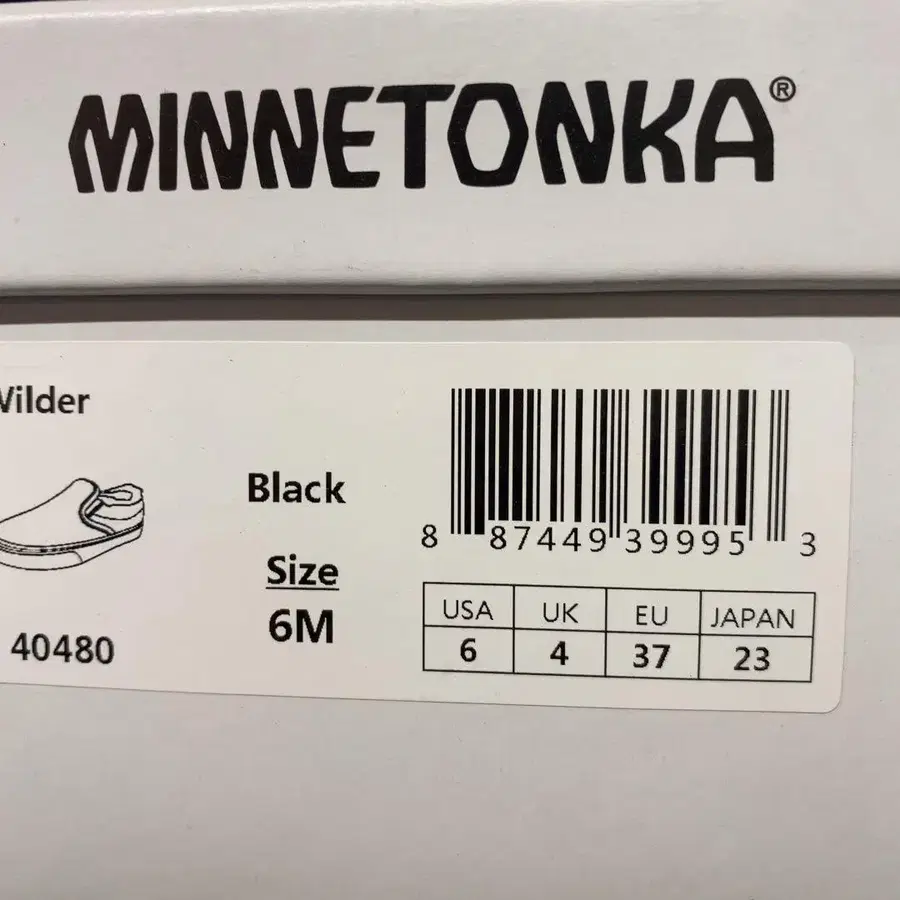 MINNETONKA®
Wilder
Black
Size
6M
40480
8 87449 39995 3
USA UK EU JAPAN
6 4 37 23